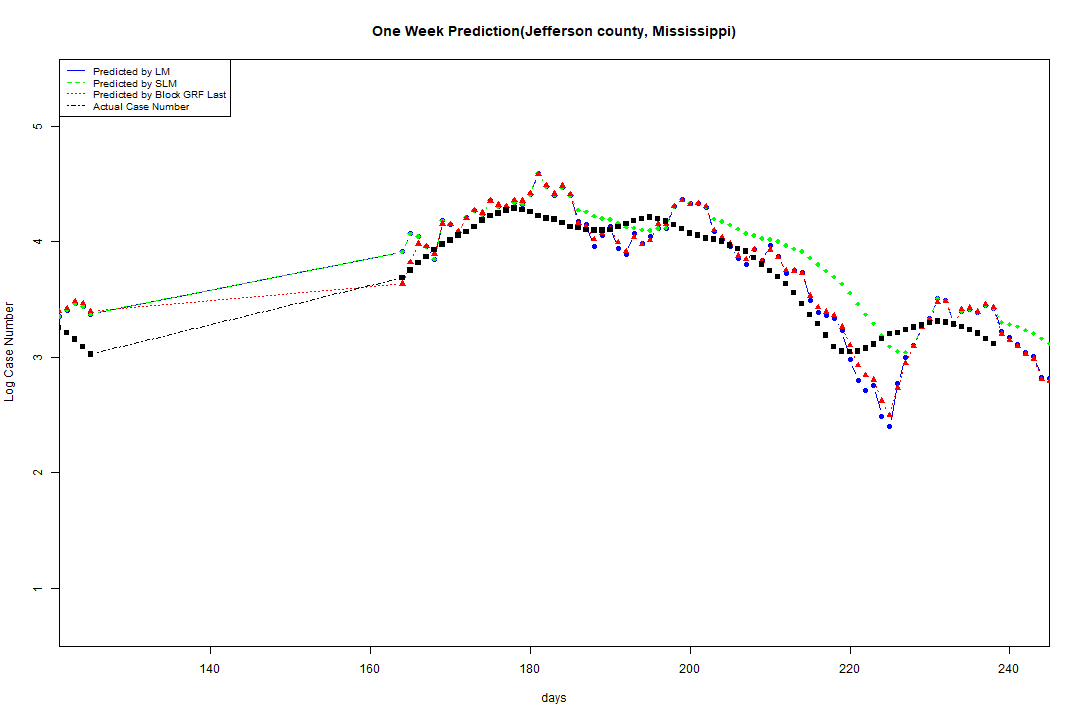 One Week Prediction(Jefferson county, Mississippi)
Predicted by LM
Predicted by SLM
Predicted by Block GRF Last
Actual Case Number
Log Case Number
5
4
3
2
1
140 160 180 200 220 240
days